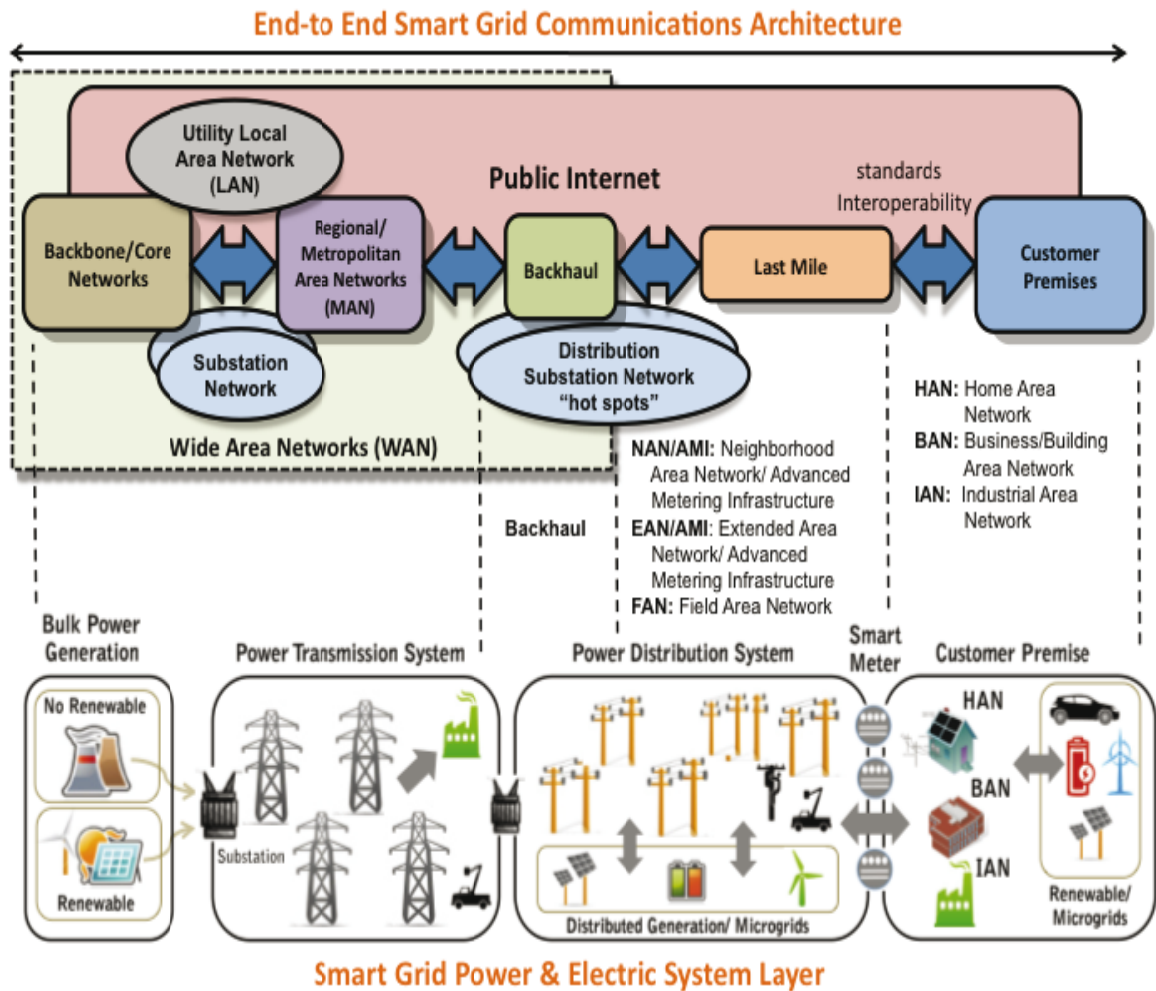 End-to End Smart Grid Communications Architecture
Utility Local
Area Network
(LAN)
Public Internet
standards
Interoperability
Backbone/Core
Networks
Regional/
Metropolitan
Area Networks
(MAN)
Backhaul
Last Mile
Customer
Premises
Substation
Network
Distribution
Substation Network
“hot spots”
Wide Area Networks (WAN)
HAN: Home Area
Network
BAN: Business/Building
Area Network
IAN: Industrial Area
Network
Backhaul
NAN/AMI: Neighborhood
Area Network/ Advanced
Metering Infrastructure
EAN/AMI: Extended Area
Network/ Advanced
Metering Infrastructure
FAN: Field Area Network
Bulk Power
Generation
Power Transmission System
Power Distribution System
Smart
Meter
Customer Premise
No Renewable
Renewable
Substation
Distributed Generation/ Microgrids
HAN
BAN
IAN
Renewable/
Microgrids
Smart Grid Power & Electric System Layer